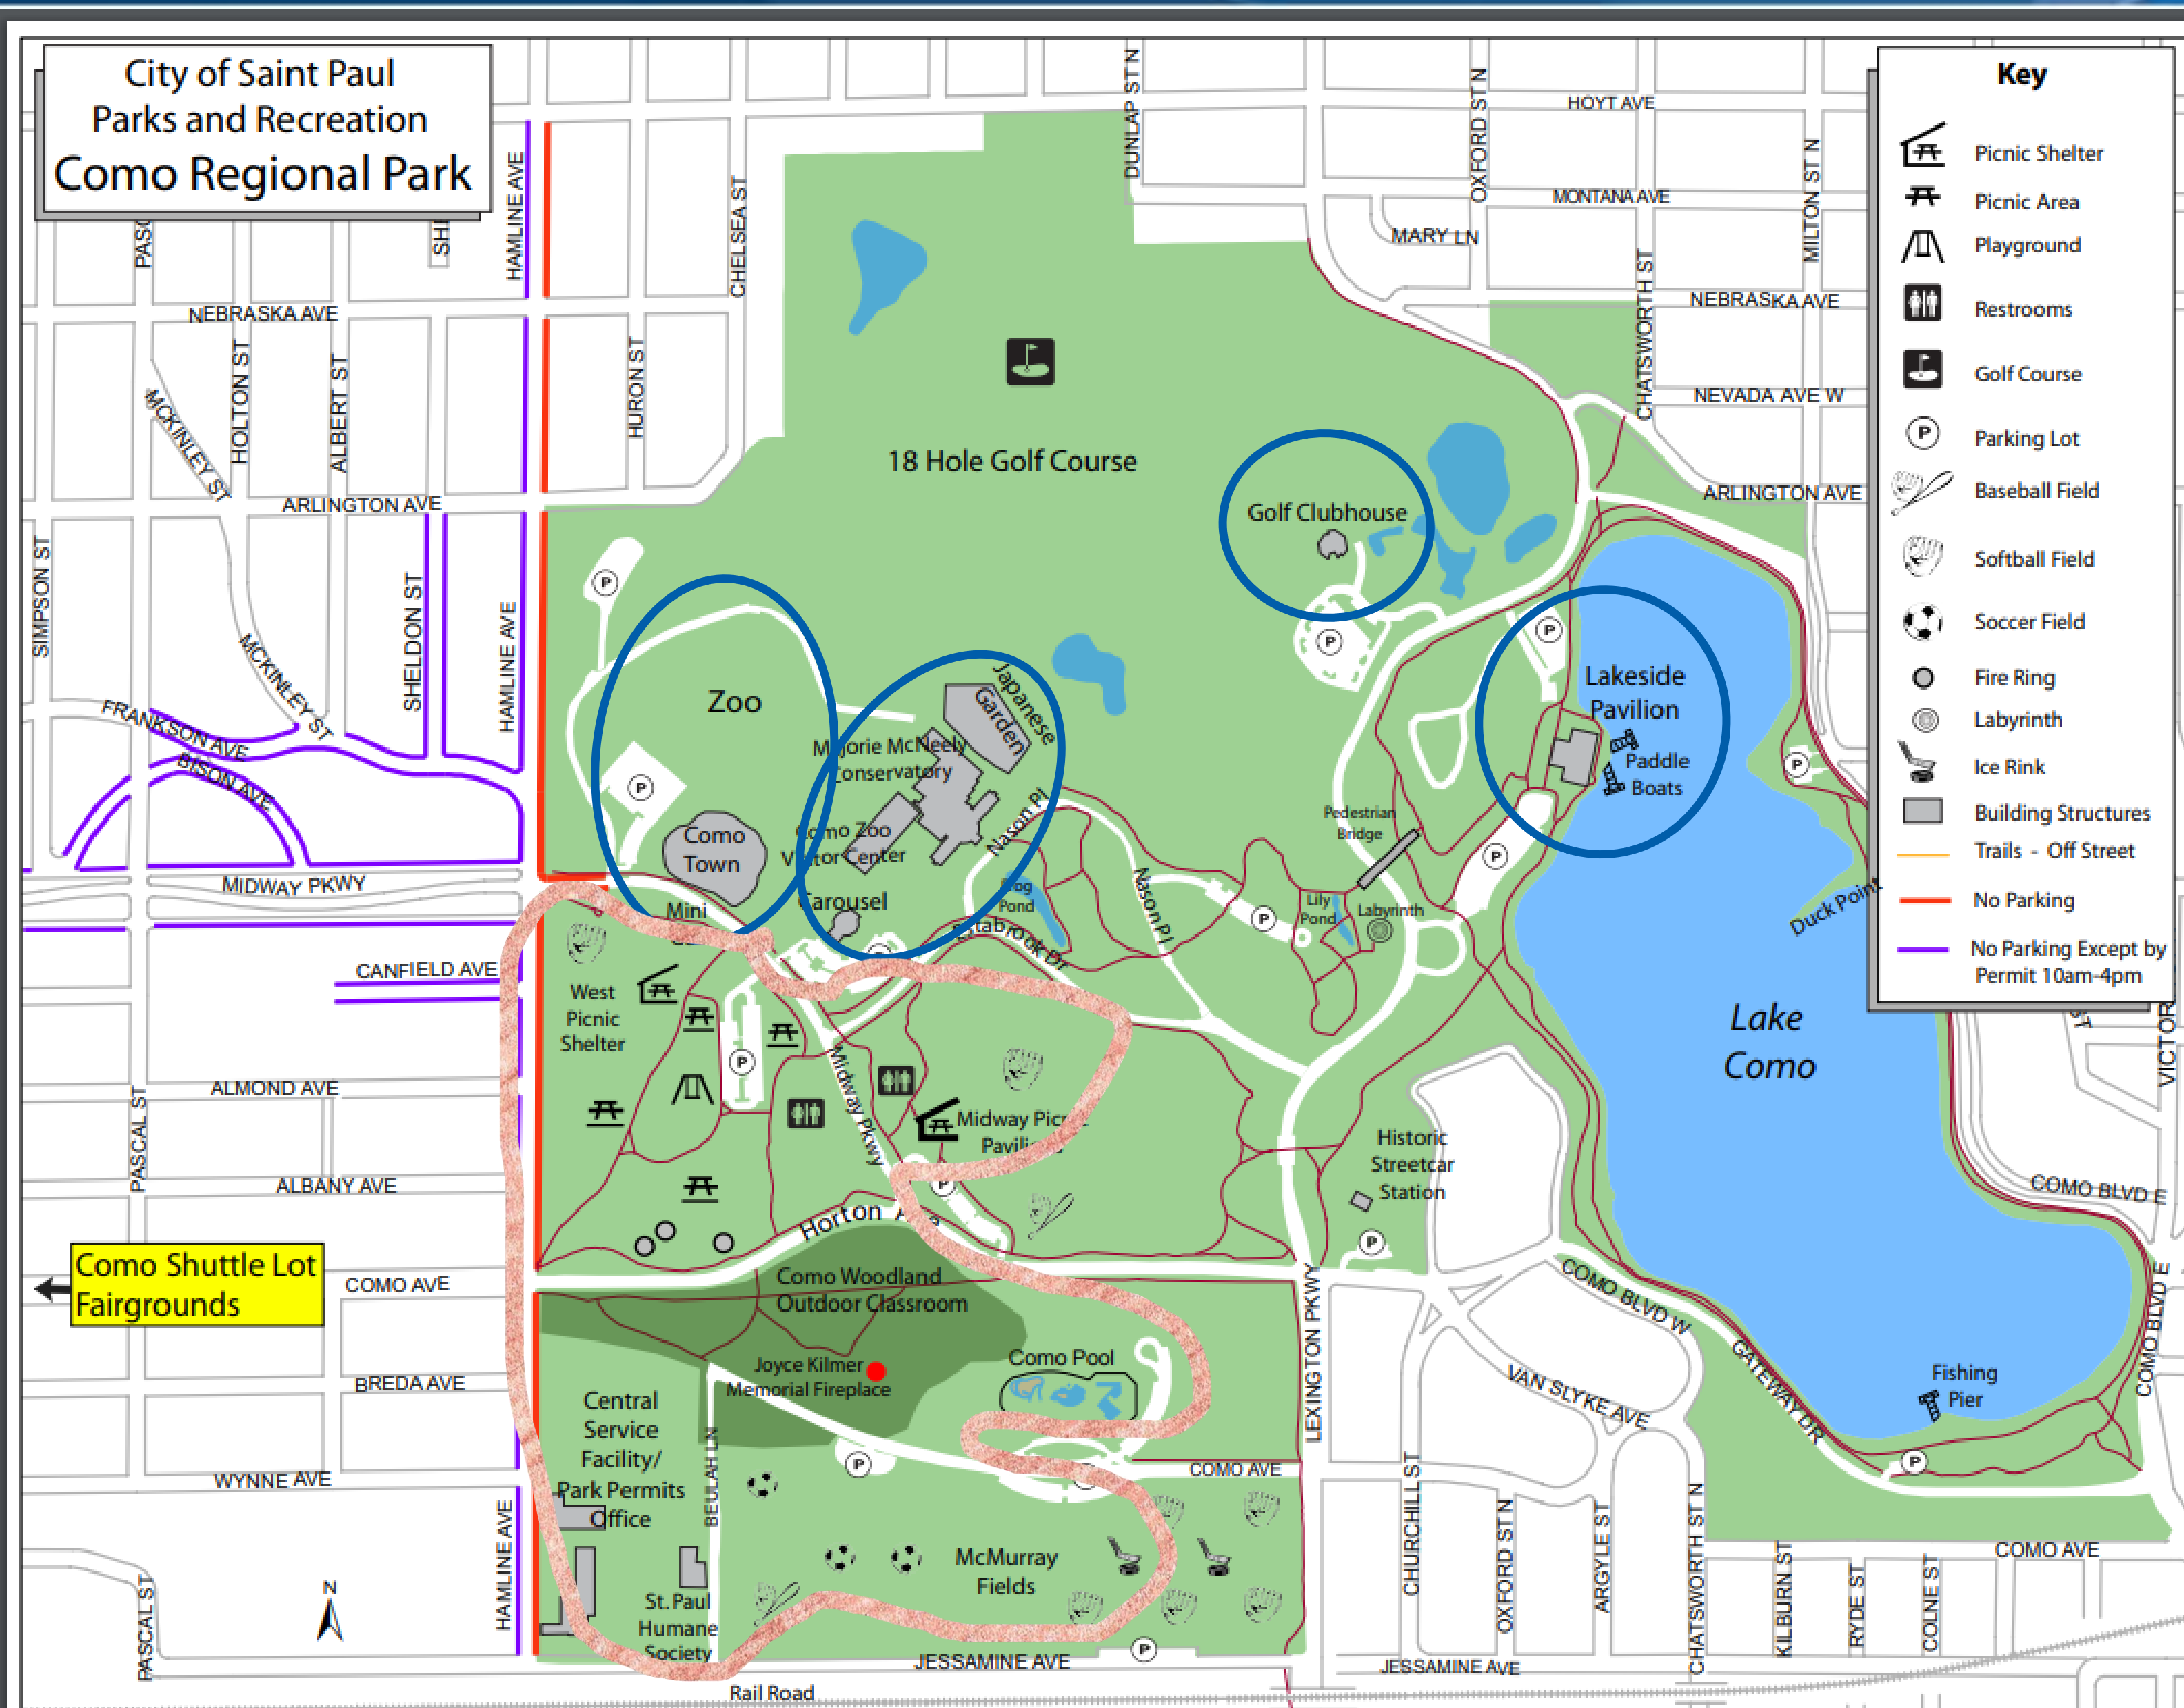 City of Saint Paul
Parks and Recreation
Como Regional Park
Key
Picnic Shelter
Picnic Area
Playground
Restrooms
Golf Course
P
Parking Lot
Baseball Field
Softball Field
Soccer Field
Fire Ring
Labyrinth
Ice Rink
Building Structures
Trails - Off Street
No Parking
No Parking Except by
Permit 10am-4pm
HOYT AVE
MONTANA AVE
MARY LN
NEBRASKA AVE
NEVADA AVE W
ARLINGTON AVE
DUNLAP ST N
OXFORD ST N
MILTON ST N
CHATSWORTH ST
HAMLINE AVE
CHELSEA ST
HURON ST
NEBRASKA AVE
HOLTON ST
ALBERT ST
MCKINLEY ST
ARLINGTON AVE
SIMPSON ST
MCKINLEY ST
SHELDON ST
HAMLINE AVE
FRANKSON AVE
BISON AVE
MIDWAY PKWY
CANFIELD AVE
ALMOND AVE
PASCAL ST
ALBANY AVE
Como Shuttle Lot
Fairgrounds
COMO AVE
BREDA AVE
WYNNE AVE
HAMLINE AVE
PASCAL ST
N
18 Hole Golf Course
Golf Clubhouse
P
P
P
Zoo
Japanese
Garden
Conservatory
P
Como
Town
Nason Pl
Carousel
Mini
Pond
Nason Pl
P
Lily
Pond
Labyrinth
Pedestrian
Bridge
P
Lakeside
Pavilion
Paddle
Boats
P
Duck Point
Lake
Como
West
Picnic
Shelter
P
Midway Pkwy
P
Horton
Historic
Streetcar
Station
P
Como Woodland
Outdoor Classroom
Joyce Kilmer
Memorial Fireplace
Como Pool
P
COMO AVE
LEXINGTON PKWY
Central
Service
Facility/
Park Permits
Office
BEULAH LN
St. Paul
Humane
Society
McMurray
Fields
P
JESSAMINE AVE
Rail Road
JESSAMINE AVE
COMO BLVD W
VAN SLYKE AVE
GATEWAY DR
Fishing
Pier
P
COMO BLVD E
COMO BLVD E
COMO AVE
CHURCHILL ST
OXFORD ST N
ARGYLE ST
CHATSWORTH ST N
KILBURN ST
RYDE ST
COLNE ST